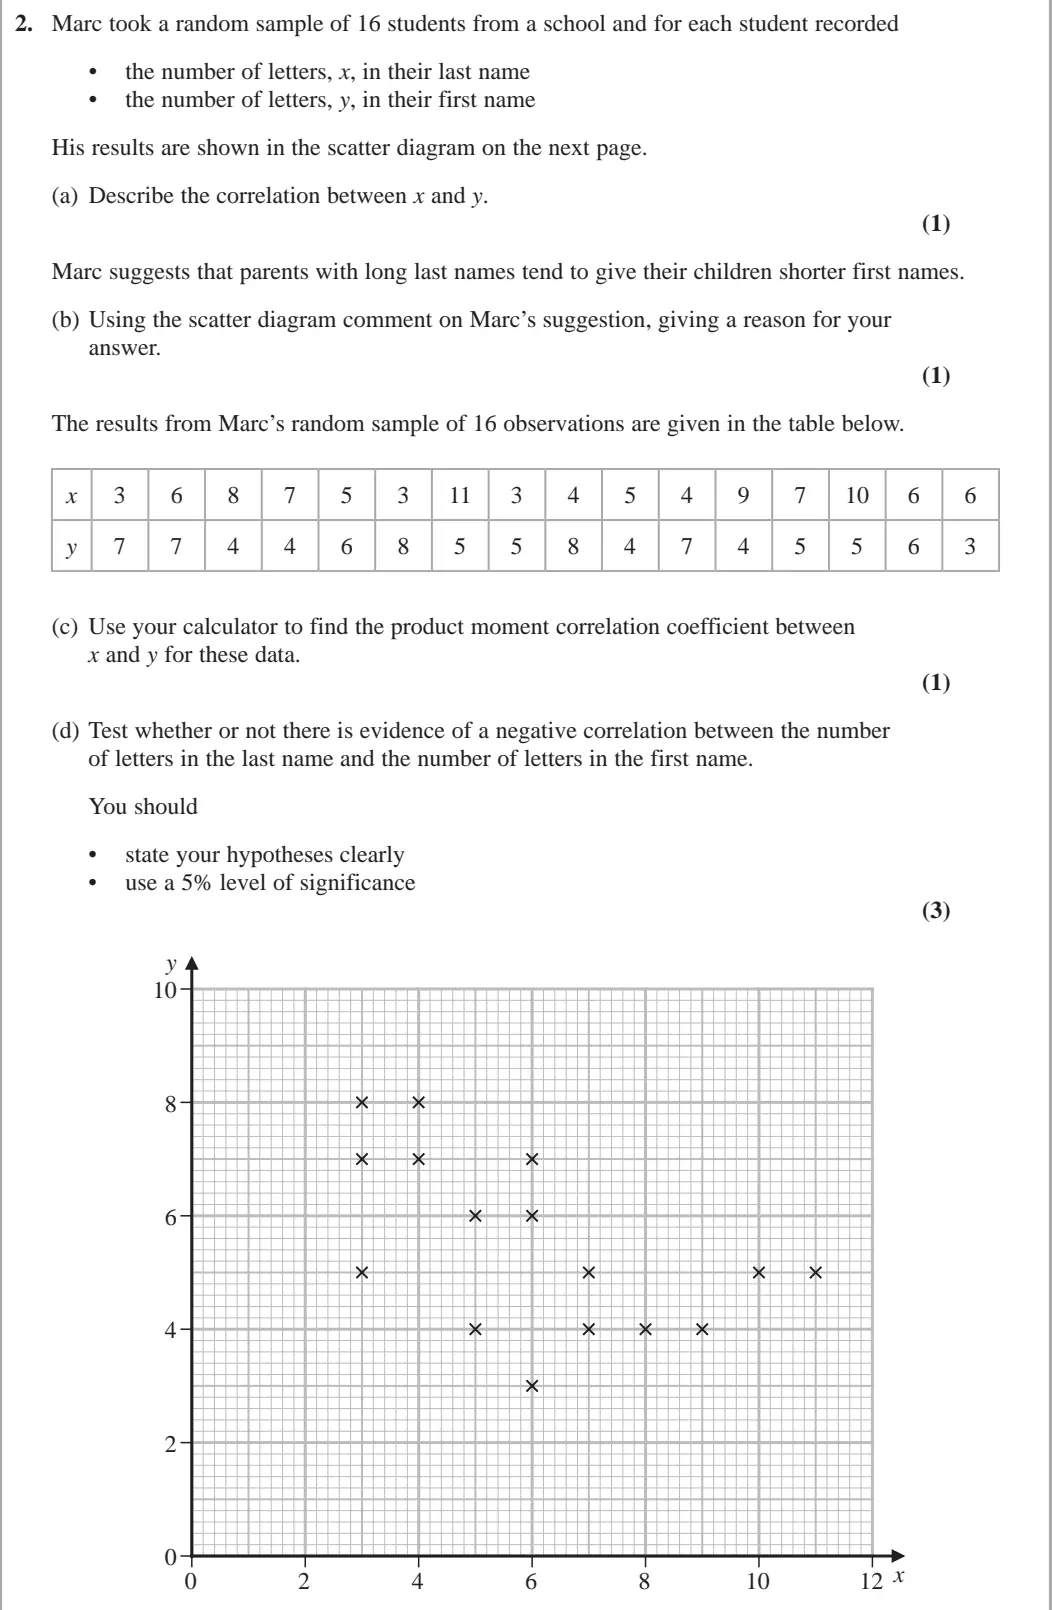 2. Marc took a random sample of 16 students from a school and for each student recorded
• the number of letters, x, in their last name
• the number of letters, y, in their first name
His results are shown in the scatter diagram on the next page.
(a) Describe the correlation between x and y.
(1)
Marc suggests that parents with long last names tend to give their children shorter first names.
(b) Using the scatter diagram comment on Marc’s suggestion, giving a reason for your
answer.
(1)
The results from Marc’s random sample of 16 observations are given in the table below.
x 3 6 8 7 5 3 11 3 4 5 4 9 7 10 6 6
y 7 7 4 4 6 8 5 5 8 4 7 4 5 5 6 3
(c) Use your calculator to find the product moment correlation coefficient between
x and y for these data.
(1)
(d) Test whether or not there is evidence of a negative correlation between the number
of letters in the last name and the number of letters in the first name.
You should
• state your hypotheses clearly
• use a 5% level of significance
(3)
y
10
8
6
4
2
0
0 2 4 6 8 10 12 x